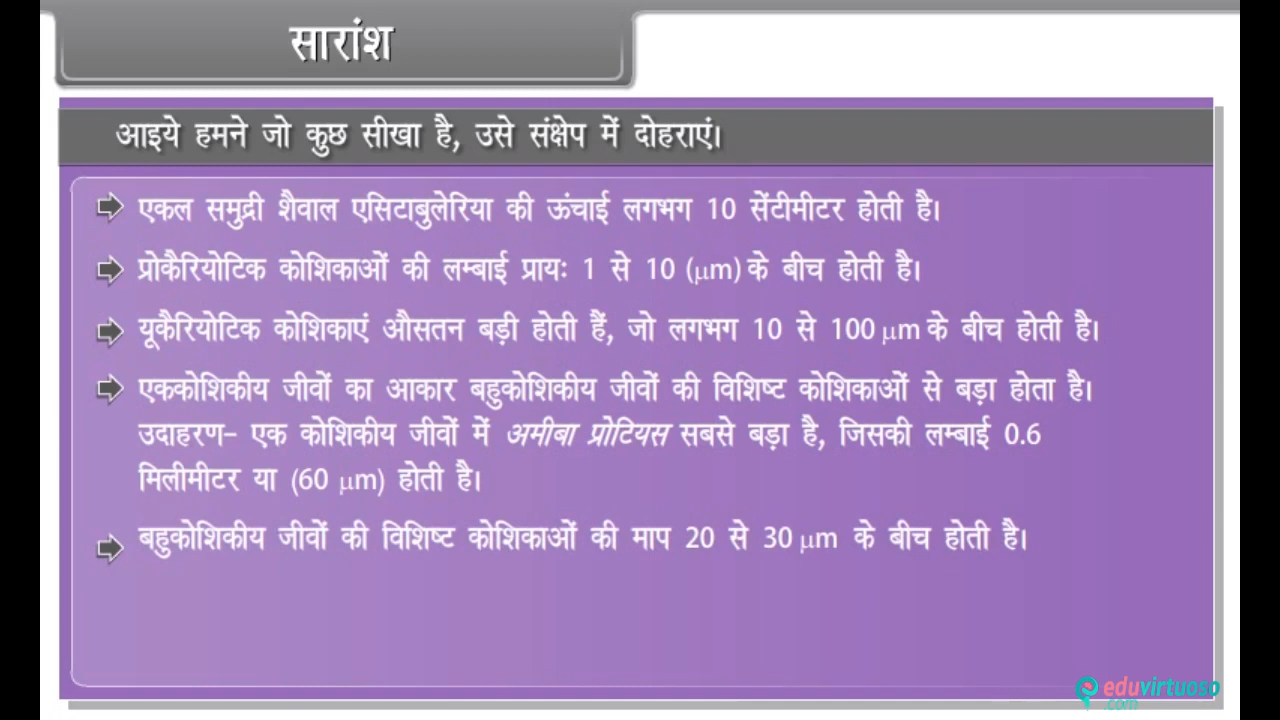 सारांश
आइये हमने जो कुछ सीखा है, उसे संक्षेप में दोहराएं।
एकल समुद्री शैवाल एसिटाबुलेरिया की ऊंचाई लगभग 10 सेंटीमीटर होती है।
प्रोकैरियोटिक कोशिकाओं की लम्बाई प्रायः 1 से 10 (μm) के बीच होती है।
यूकैरियोटिक कोशिकाएं औसतन बड़ी होती हैं, जो लगभग 10 से 100 μm के बीच होती है।
एककोशिकीय जीवों का आकार बहुकोशिकीय जीवों की विशिष्ट कोशिकाओं से बड़ा होता है।
उदाहरण- एक कोशिकीय जीवों में अमीबा प्रोटियस सबसे बड़ा है, जिसकी लम्बाई 0.6
मिलीमीटर या (60 μm) होती है।
बहुकोशिकीय जीवों की विशिष्ट कोशिकाओं की माप 20 से 30 μm के बीच होती है।
eduvirtuoso
.com